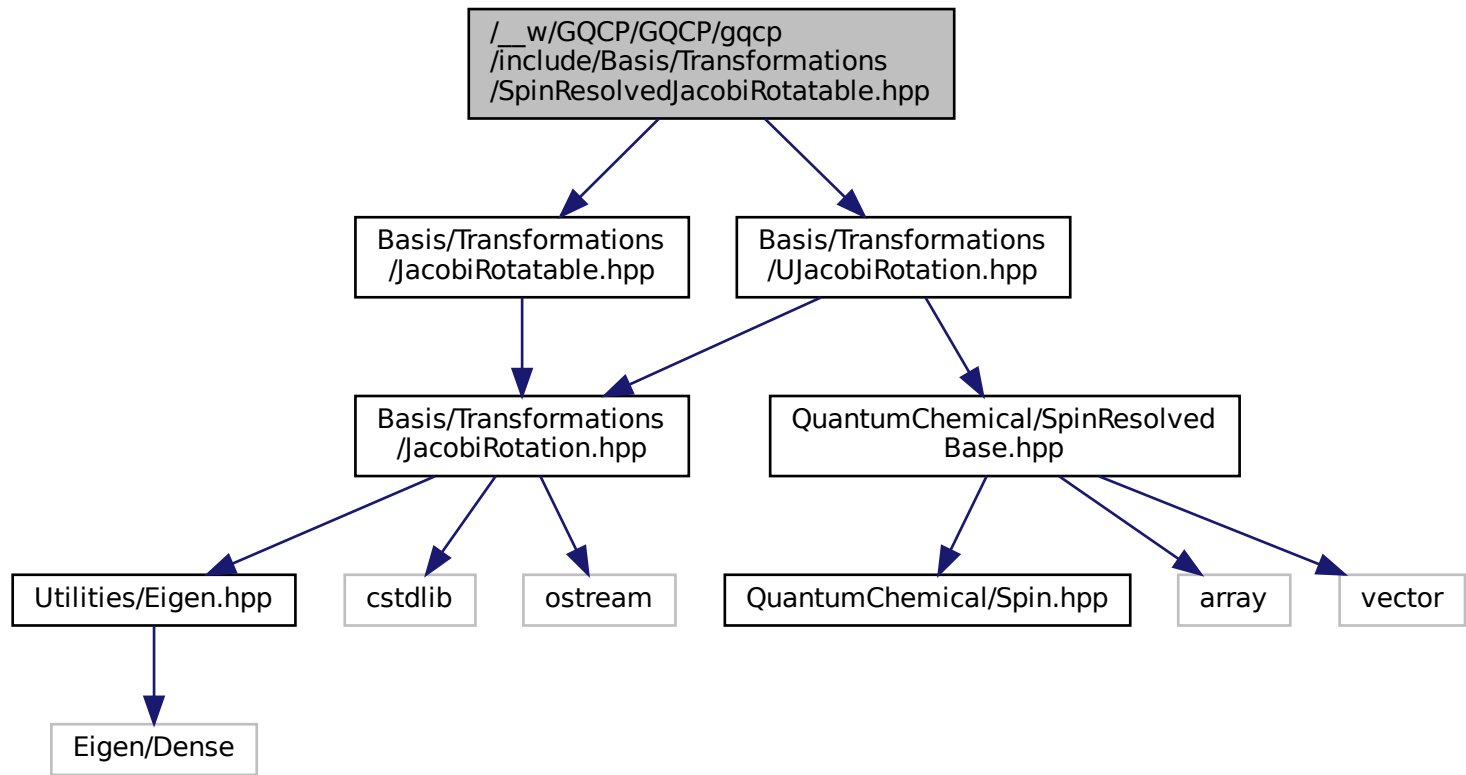 /__w/GQCP/GQCP/gqcp
/include/Basis/Transformations
/SpinResolvedJacobiRotatable.hpp
Basis/Transformations
/JacobiRotatable.hpp
Basis/Transformations
/UJacobiRotation.hpp
Basis/Transformations
/JacobiRotation.hpp
QuantumChemical/SpinResolved
Base.hpp
Utilities/Eigen.hpp
cstdlib
ostream
QuantumChemical/Spin.hpp
array
vector
Eigen/Dense